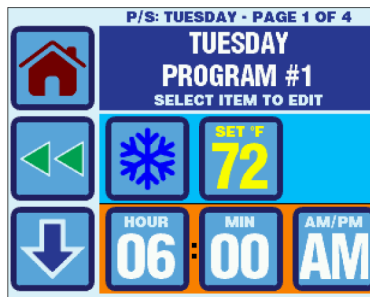 P/S: TUESDAY - PAGE 1 OF 4
TUESDAY
PROGRAM #1
SELECT ITEM TO EDIT
SET °F
72
HOUR MIN AM/PM
06 : 00 AM